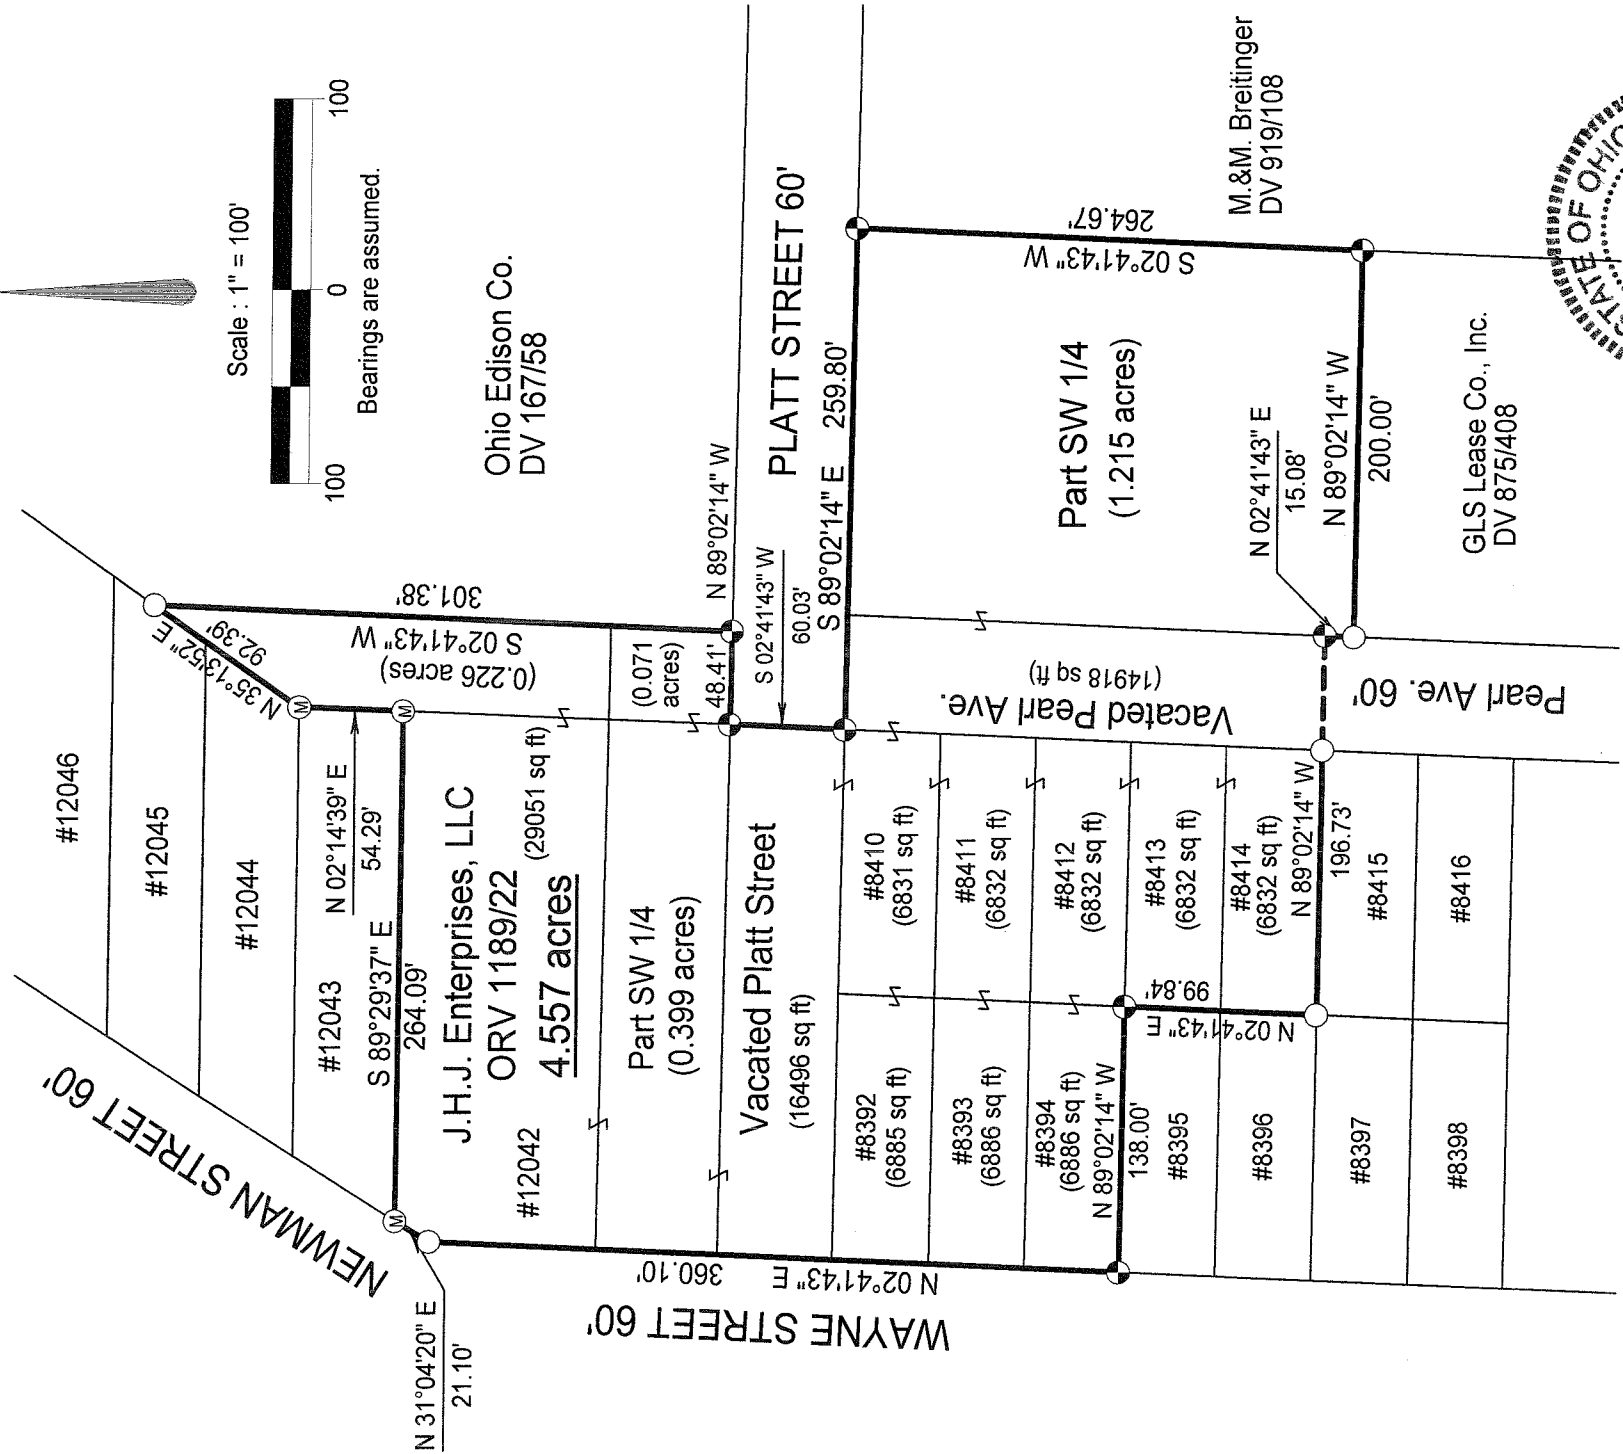 Scale : 1" = 100'
100
0
100
Bearings are assumed.
Ohio Edison Co.
DV 167/58
#12046
#12045
#12044
#12043
NEWMAN STREET 60'
N 35°13'52" E
92.39'
N 02°14'39" E
54.29'
S 89°29'37" E
264.09'
N 31°04'20" E
21.10'
J.H.J. Enterprises, LLC
ORV 1189/22
4.557 acres
(29051 sq ft)
#12042
301.38'
S 02°41'43" W
(0.226 acres)
(0.071
acres)
48.41'
N 89°02'14" W
Part SW 1/4
(0.399 acres)
S 02°41'43" W
60.03'
PLATT STREET 60'
S 89°02'14" E 259.80'
Vacated Platt Street
(16496 sq ft)
WAYNE STREET 60'
N 02°41'43" E 360.10'
#8392
(6885 sq ft)
#8393
(6886 sq ft)
#8394
(6886 sq ft)
N 89°02'14" W
138.00'
#8395
#8396
#8397
#8398
#8410
(6831 sq ft)
#8411
(6832 sq ft)
#8412
(6832 sq ft)
#8413
(6832 sq ft)
#8414
(6832 sq ft)
N 89°02'14" W
196.73'
#8415
#8416
99.84'
N 02°41'43" E
Vacated Pearl Ave.
(14918 sq ft)
Pearl Ave. 60'
Part SW 1/4
(1.215 acres)
264.67'
S 02°41'43" W
N 02°41'43" E
15.08'
N 89°02'14" W
200.00'
M.&M. Breitinger
DV 919/108
GLS Lease Co., Inc.
DV 875/408
M
M
M
STATE OF OHIO